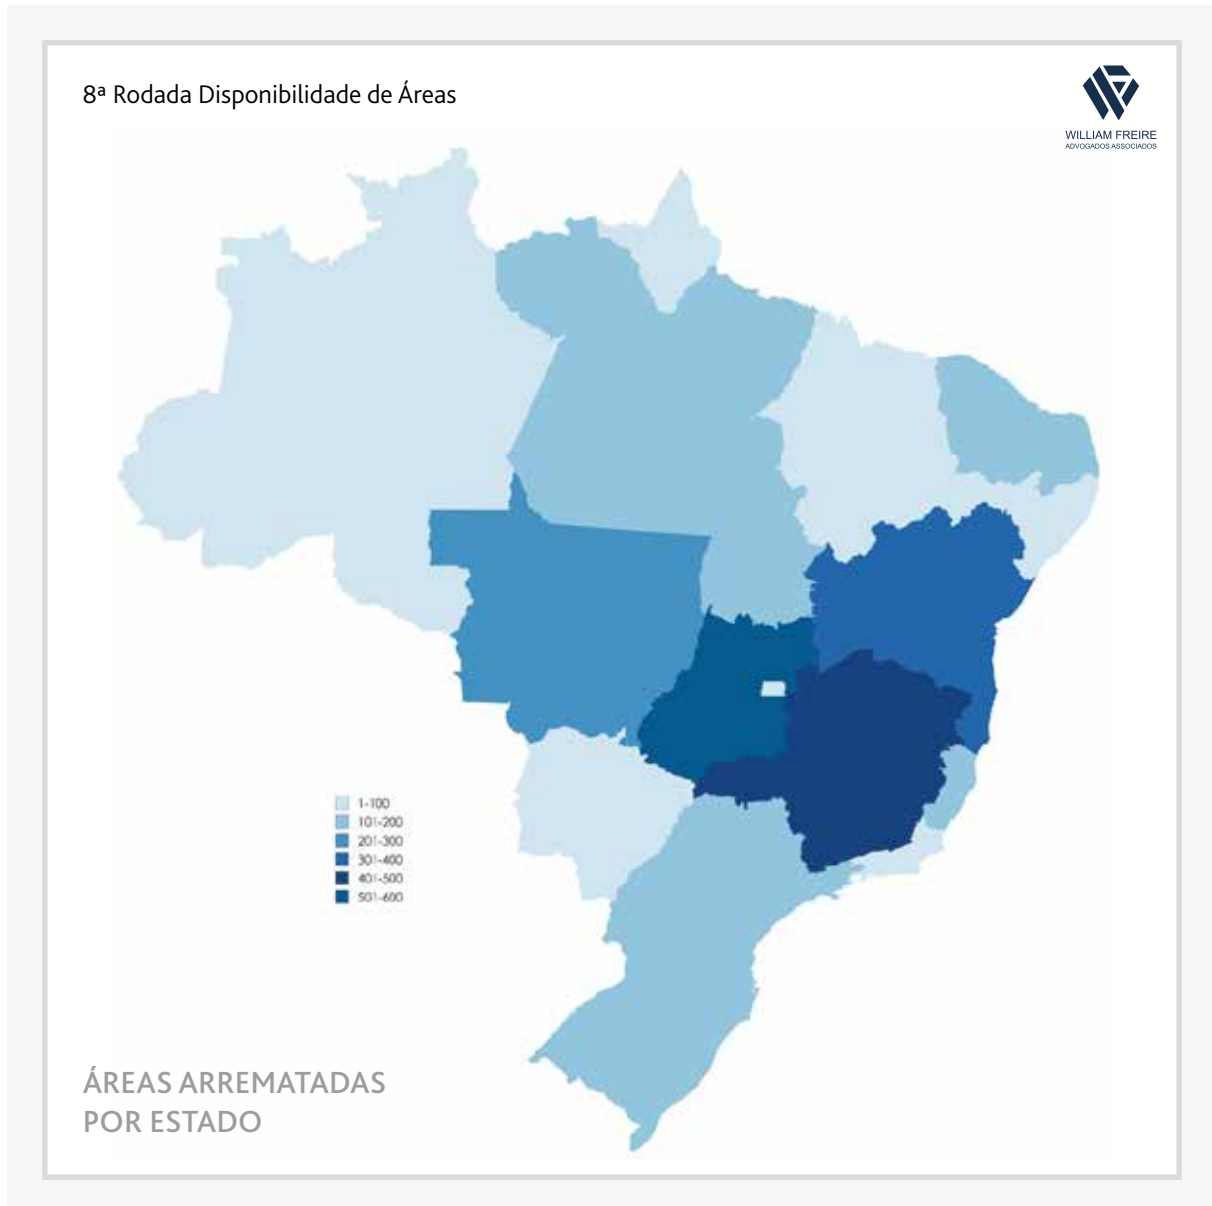 8ª Rodada Disponibilidade de Áreas
WILLIAM FREIRE
ADVOGADOS ASSOCIADOS
1-100
101-200
201-300
301-400
401-500
501-600
ÁREAS ARREMATADAS
POR ESTADO